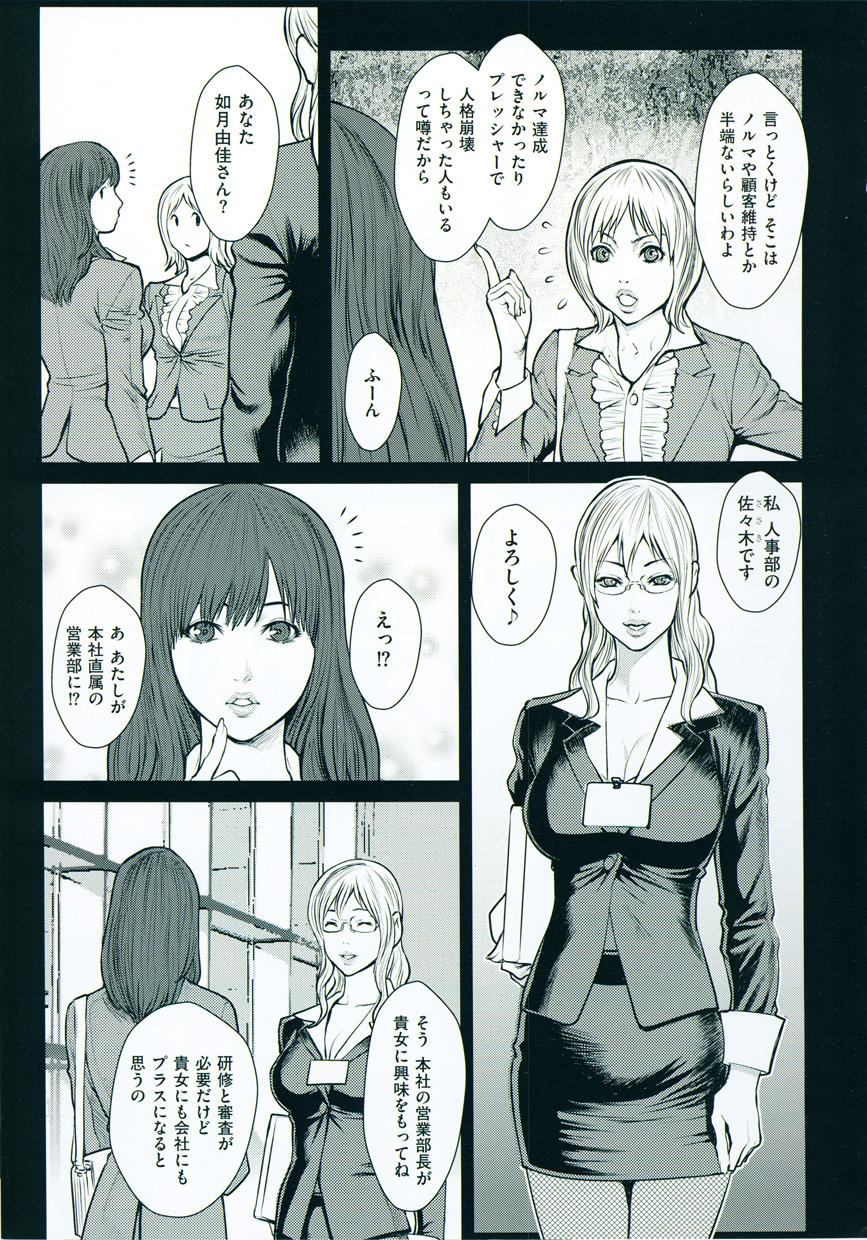 言っとくけど そこは
ノルマや顧客維持とか
半端ないらしいわよ
ノルマ達成
できなかったり
プレッシャーで
人格崩壊
しちゃった人もいる
って噂だから
ふーん
あなた
如月由佳さん？
私 人事部の
佐々木です
ささき
よろしく♪
えっ!?
あ あたしが
本社直属の
営業部に!?
そう 本社の営業部長が
貴女に興味をもってね
研修と審査が
必要だけど
貴女にも会社にも
プラスになると
思うの